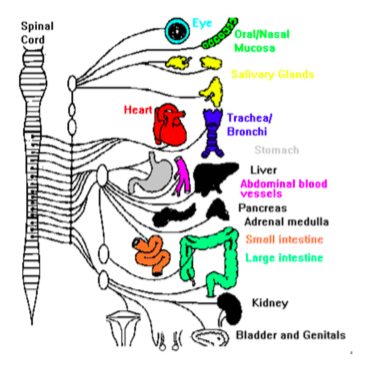 Spinal
Cord
Eye
Oral/Nasal
Mucosa
Salivary Glands
Heart
Trachea/
Bronchi
Stomach
Liver
Abdominal blood
vessels
Pancreas
Adrenal medulla
Small intestine
Large intestine
Kidney
Bladder and Genitals